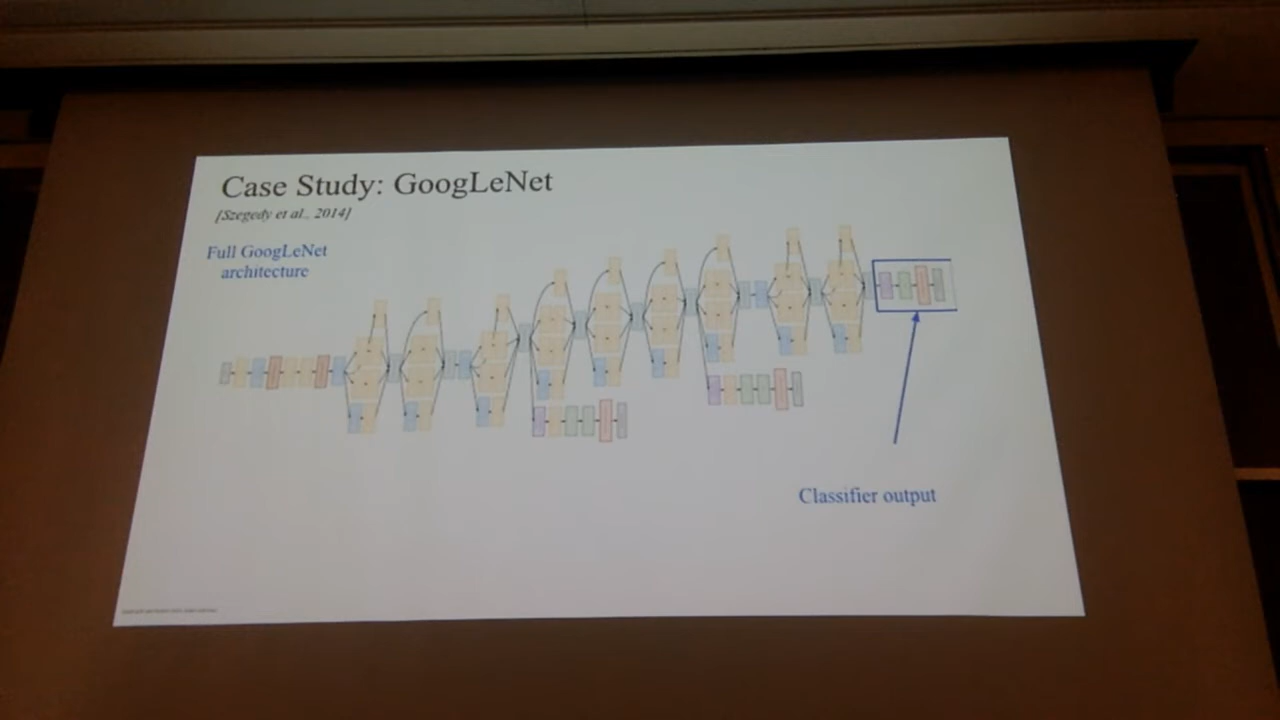 Case Study: GoogLeNet
[Szegedy et al., 2014]
Full GoogLeNet
architecture
Classifier output